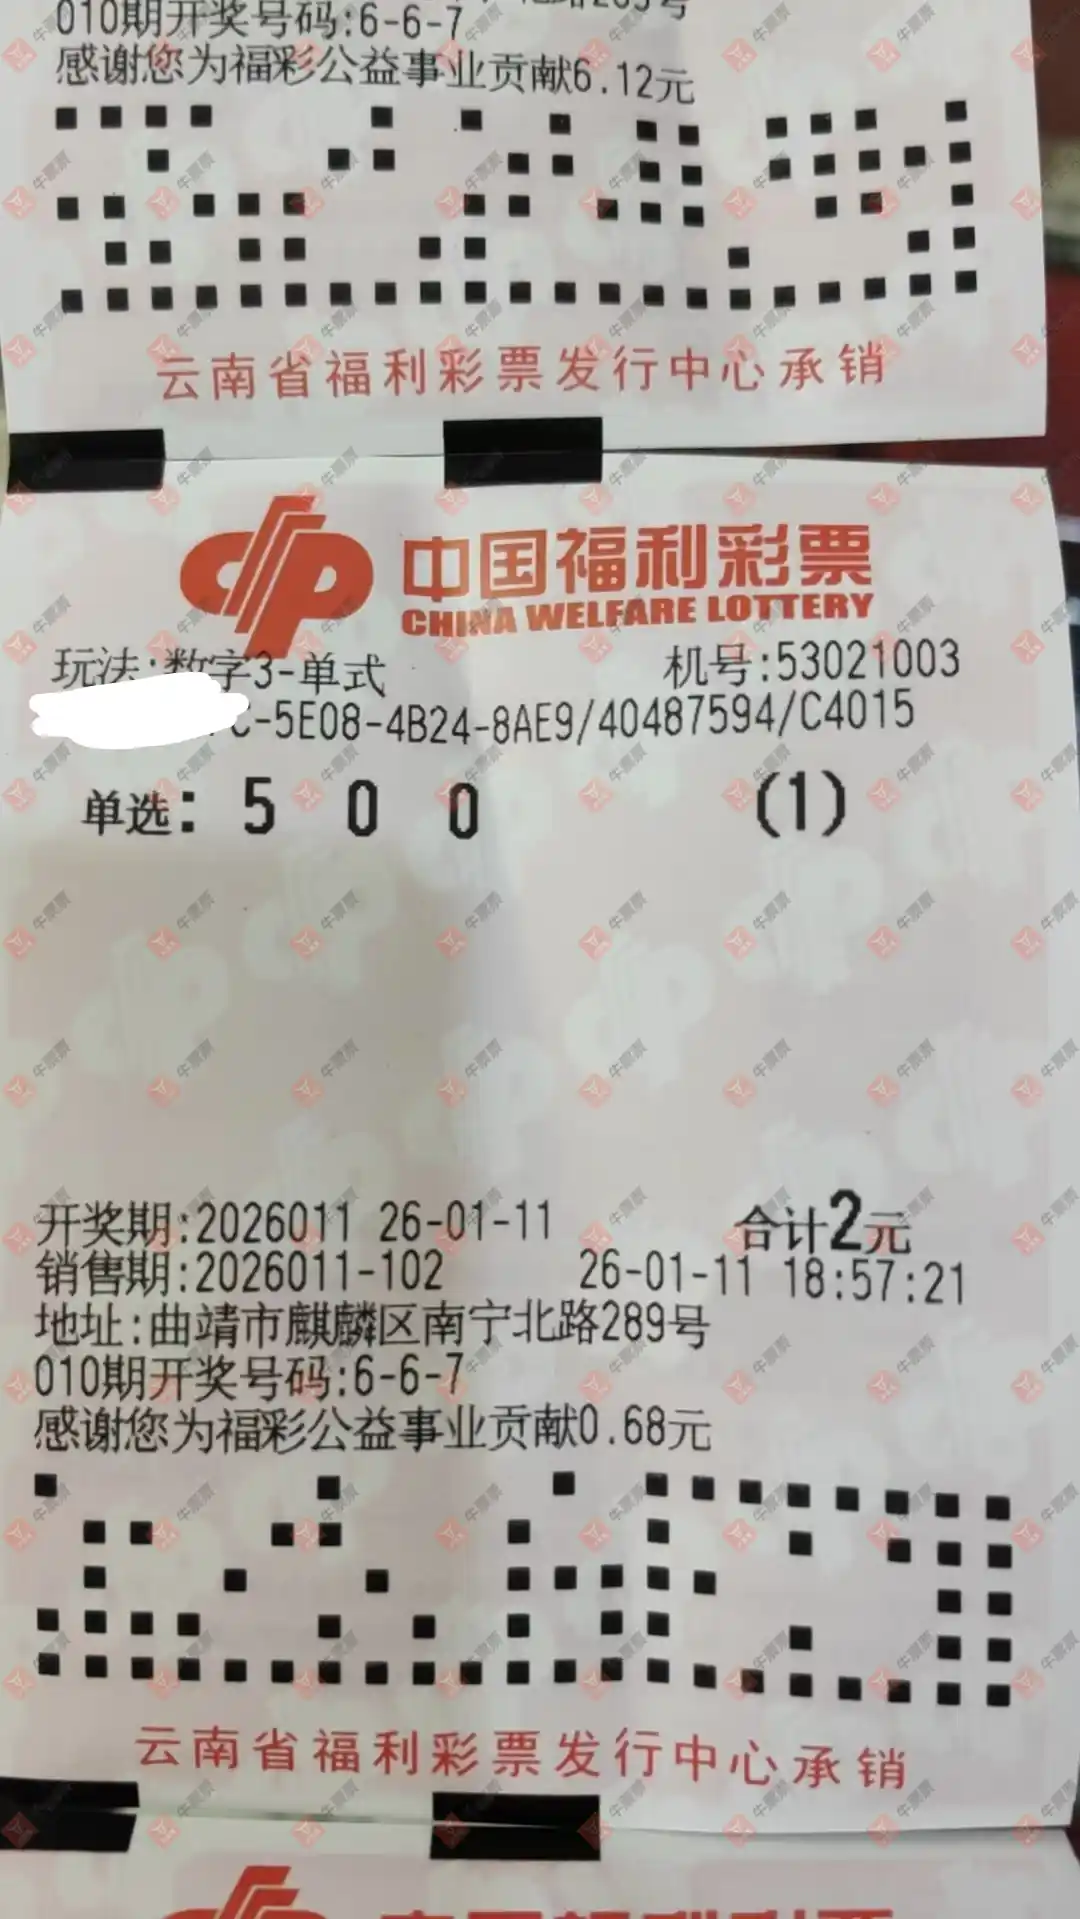 010期开奖号码:6-6-7
感谢您为福彩公益事业贡献6.12元
云南省福利彩票发行中心承销
中国福利彩票
CHINA WELFARE LOTTERY
玩法:数字3-单式 机号:53021003
C-5E08-4B24-8AE9/40487594/C4015
单选: 5 0 0 (1)
开奖期:2026011 26-01-11 合计2元
销售期:2026011-102 26-01-11 18:57:21
地址:曲靖市麒麟区南宁北路289号
010期开奖号码:6-6-7
感谢您为福彩公益事业贡献0.68元
云南省福利彩票发行中心承销